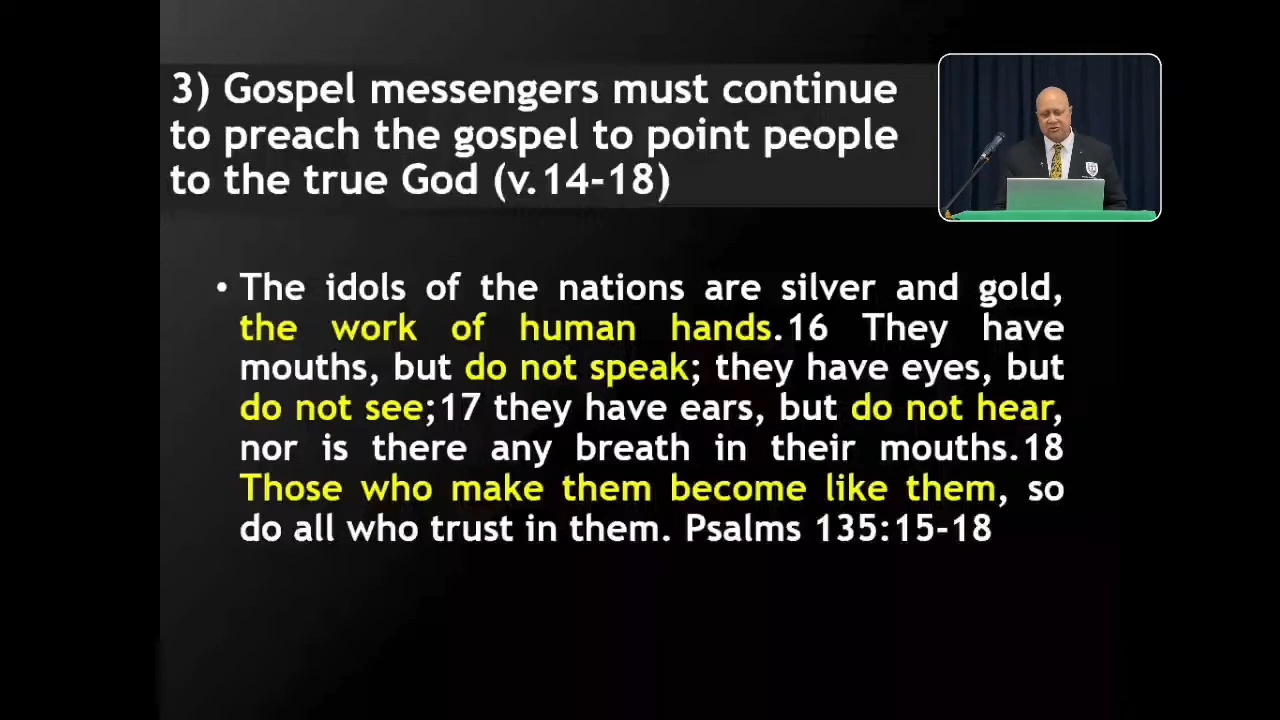 3) Gospel messengers must continue
to preach the gospel to point people
to the true God (v.14-18)
• The idols of the nations are silver and gold,
the work of human hands.16 They have
mouths, but do not speak; they have eyes, but
do not see;17 they have ears, but do not hear,
nor is there any breath in their mouths.18
Those who make them become like them, so
do all who trust in them. Psalms 135:15-18